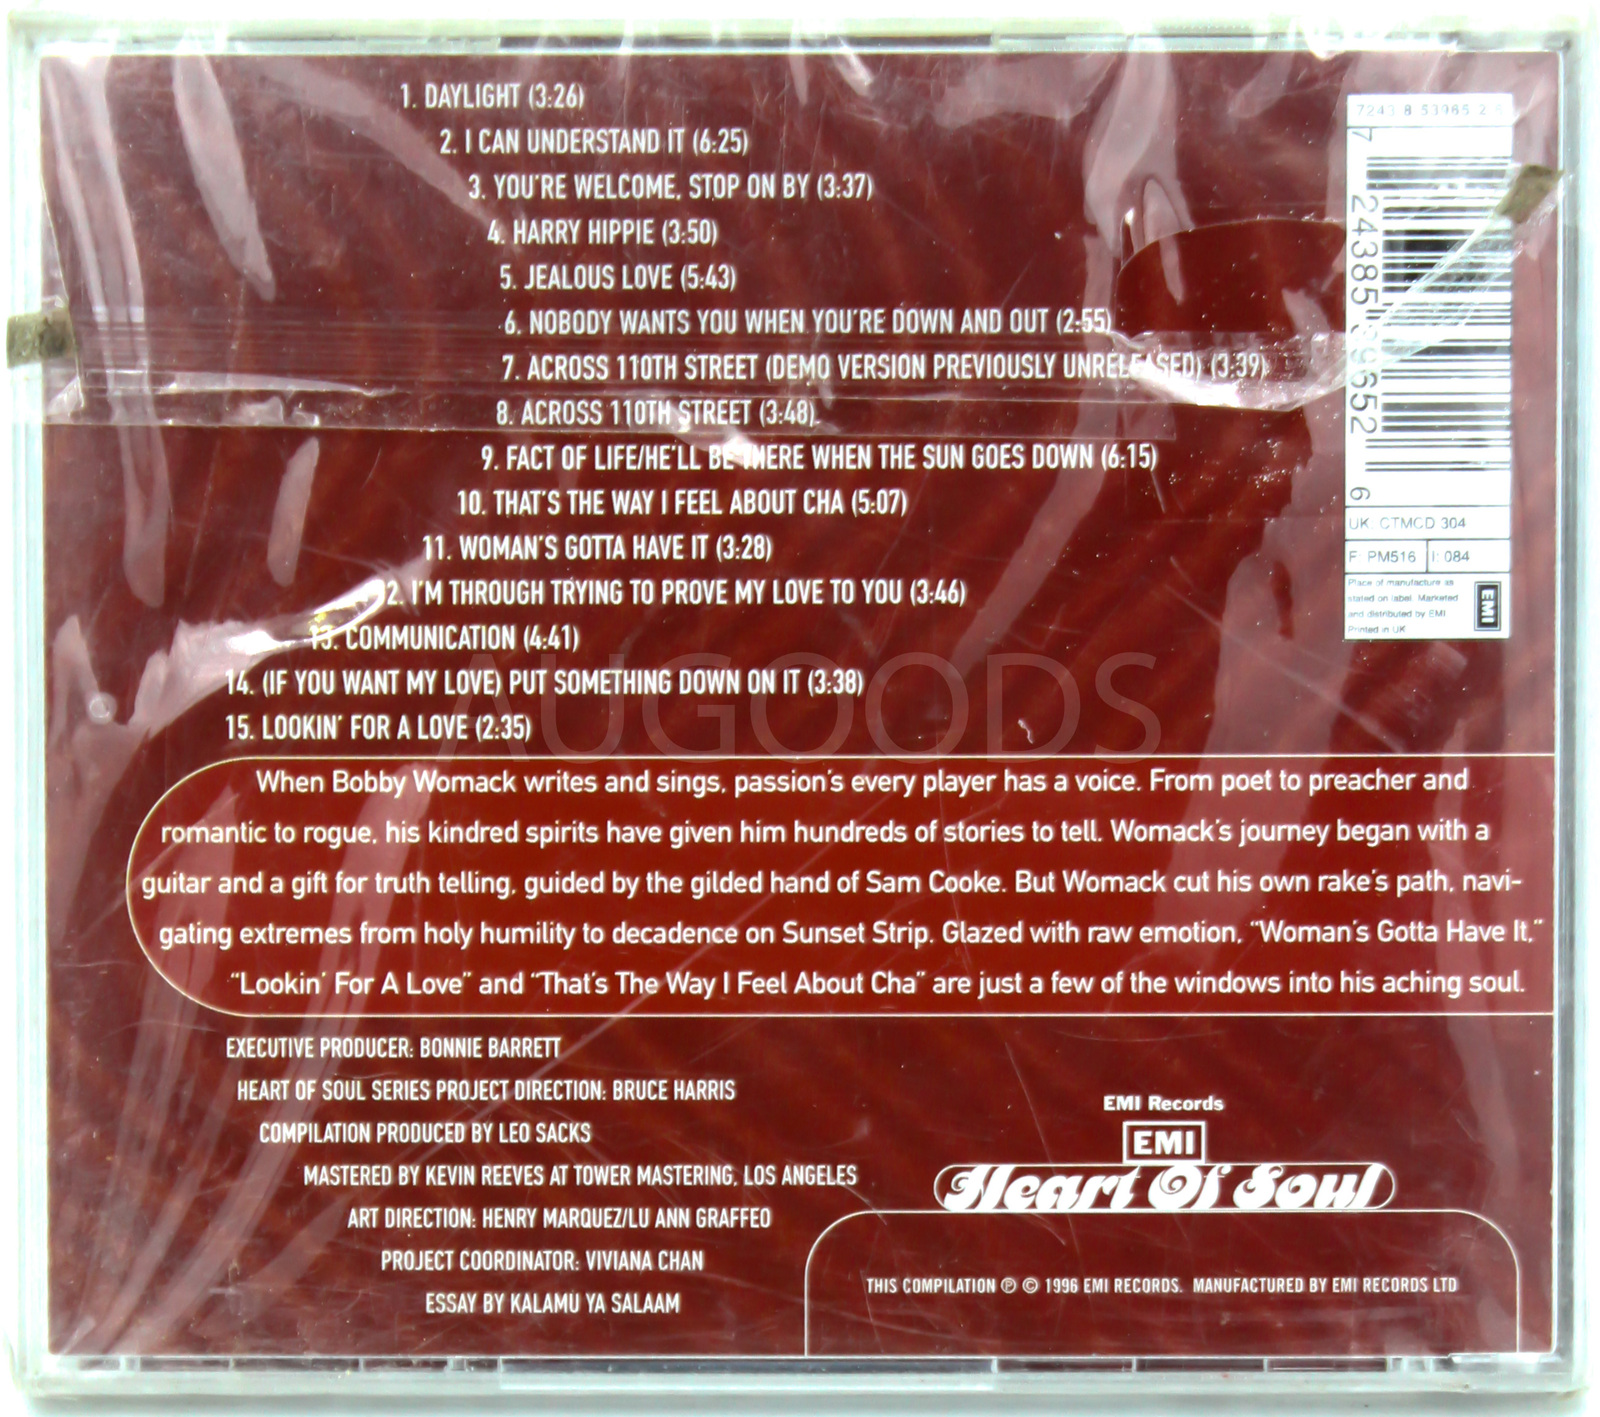 1. DAYLIGHT (3:26)
2. I CAN UNDERSTAND IT (6:25)
3. YOU'RE WELCOME, STOP ON BY (3:37)
4. HARRY HIPPIE (3:50)
5. JEALOUS LOVE (5:43)
6. NOBODY WANTS YOU WHEN YOU'RE DOWN AND OUT (2:55)
7. ACROSS 110TH STREET (DEMO VERSION PREVIOUSLY UNRELEASED) (3:39)
8. ACROSS 110TH STREET (3:48)
9. FACT OF LIFE/HE'LL BE THERE WHEN THE SUN GOES DOWN (6:15)
10. THAT'S THE WAY I FEEL ABOUT CHA (5:07)
11. WOMAN'S GOTTA HAVE IT (3:28)
2. I'M THROUGH TRYING TO PROVE MY LOVE TO YOU (3:46)
13. COMMUNICATION (4:41)
14. (IF YOU WANT MY LOVE) PUT SOMETHING DOWN ON IT (3:38)
15. LOOKIN' FOR A LOVE (2:35)
AUGOODS
When Bobby Womack writes and sings, passion's every player has a voice. From poet to preacher and
romantic to rogue, his kindred spirits have given him hundreds of stories to tell. Womack's journey began with a
guitar and a gift for truth telling, guided by the gilded hand of Sam Cooke. But Womack cut his own rake's path, navi-
gating extremes from holy humility to decadence on Sunset Strip. Glazed with raw emotion, "Woman's Gotta Have It,"
"Lookin' For A Love" and "That's The Way I Feel About Cha" are just a few of the windows into his aching soul.
EXECUTIVE PRODUCER: BONNIE BARRETT
HEART OF SOUL SERIES PROJECT DIRECTION: BRUCE HARRIS
COMPILATION PRODUCED BY LEO SACKS
MASTERED BY KEVIN REEVES AT TOWER MASTERING, LOS ANGELES
ART DIRECTION: HENRY MARQUEZ/LU ANN GRAFFEO
PROJECT COORDINATOR: VIVIANA CHAN
ESSAY BY KALAMU YA SALAAM
7243 8 53965 2 6
7 24385 39652 6
UK: CTMCD 304
F: PM516 I: 084
Place of manufacture as
stated on label. Marketed
and distributed by EMI
Printed in UK
EMI
EMI Records
EMI
Heart Of Soul
THIS COMPILATION ℗ © 1996 EMI RECORDS. MANUFACTURED BY EMI RECORDS LTD